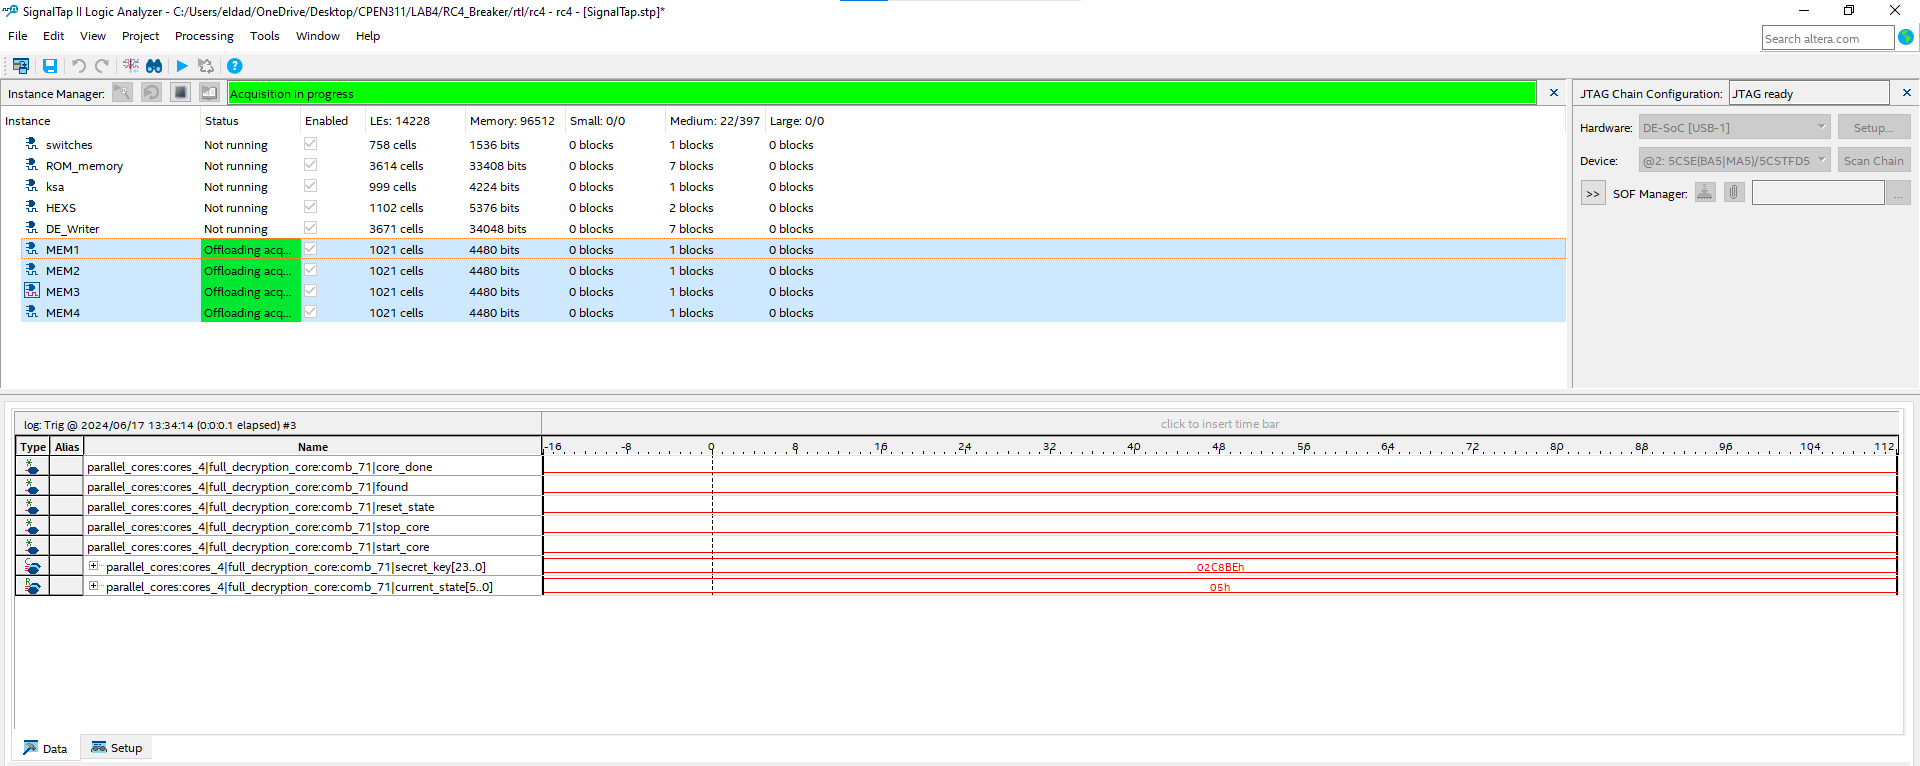 SignalTap II Logic Analyzer - C:/Users/eldad/OneDrive/Desktop/CPEN311/LAB4/RC4_Breaker/rtl/rc4 - rc4 - [SignalTap.stp]*
File Edit View Project Processing Tools Window Help
Search altera.com
Instance Manager: Acquisition in progress
JTAG Chain Configuration: JTAG ready
Instance Status Enabled LEs: 14228 Memory: 96512 Small: 0/0 Medium: 22/397 Large: 0/0
switches Not running 758 cells 1536 bits 0 blocks 1 blocks 0 blocks
ROM_memory Not running 3614 cells 33408 bits 0 blocks 7 blocks 0 blocks
ksa Not running 999 cells 4224 bits 0 blocks 1 blocks 0 blocks
HEXS Not running 1102 cells 5376 bits 0 blocks 2 blocks 0 blocks
DE_Writer Not running 3671 cells 34048 bits 0 blocks 7 blocks 0 blocks
MEM1 Offloading acq... 1021 cells 4480 bits 0 blocks 1 blocks 0 blocks
MEM2 Offloading acq... 1021 cells 4480 bits 0 blocks 1 blocks 0 blocks
MEM3 Offloading acq... 1021 cells 4480 bits 0 blocks 1 blocks 0 blocks
MEM4 Offloading acq... 1021 cells 4480 bits 0 blocks 1 blocks 0 blocks
Hardware: DE-SoC [USB-1] Setup...
Device: @2: 5CSE(BA5|MA5)/5CSTFD5 Scan Chain
>> SOF Manager: ...
log: Trig @ 2024/06/17 13:34:14 (0:0:0.1 elapsed) #3
click to insert time bar
Type Alias Name
-16 -8 0 8 16 24 32 40 48 56 64 72 80 88 96 104 112
parallel_cores:cores_4|full_decryption_core:comb_71|core_done
parallel_cores:cores_4|full_decryption_core:comb_71|found
parallel_cores:cores_4|full_decryption_core:comb_71|reset_state
parallel_cores:cores_4|full_decryption_core:comb_71|stop_core
parallel_cores:cores_4|full_decryption_core:comb_71|start_core
parallel_cores:cores_4|full_decryption_core:comb_71|secret_key[23..0] 02C8BEh
parallel_cores:cores_4|full_decryption_core:comb_71|current_state[5..0] 05h
Data Setup